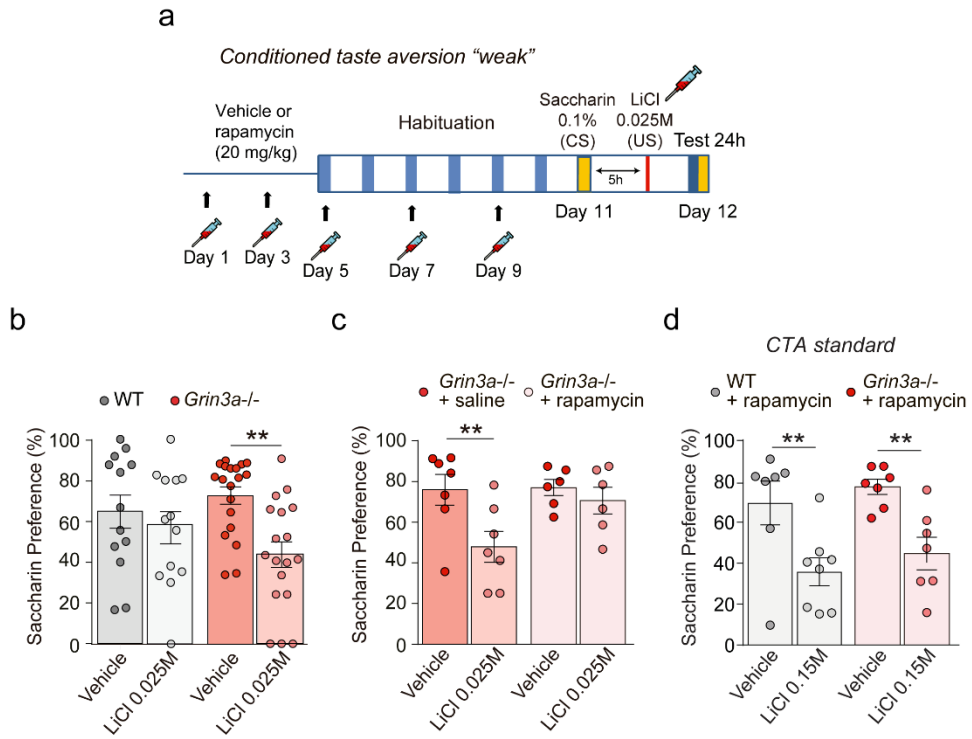 a
Conditioned taste aversion “weak”
Vehicle or
rapamycin
(20 mg/kg)
Habituation
Saccharin
0.1%
(CS)
LiCl
0.025M
(US)
Test 24h
5h
Day 11
Day 12
Day 1
Day 3
Day 5
Day 7
Day 9
b
WT
Grin3a-/-
**
Saccharin Preference (%)
100
80
60
40
20
0
Vehicle
LiCl 0.025M
Vehicle
LiCl 0.025M
c
Grin3a-/-
+ saline
Grin3a-/-
+ rapamycin
**
Saccharin Preference (%)
100
80
60
40
20
0
Vehicle
LiCl 0.025M
Vehicle
LiCl 0.025M
d
CTA standard
WT
+ rapamycin
Grin3a-/-
+ rapamycin
**
**
Saccharin Preference (%)
100
80
60
40
20
0
Vehicle
LiCl 0.15M
Vehicle
LiCl 0.15M